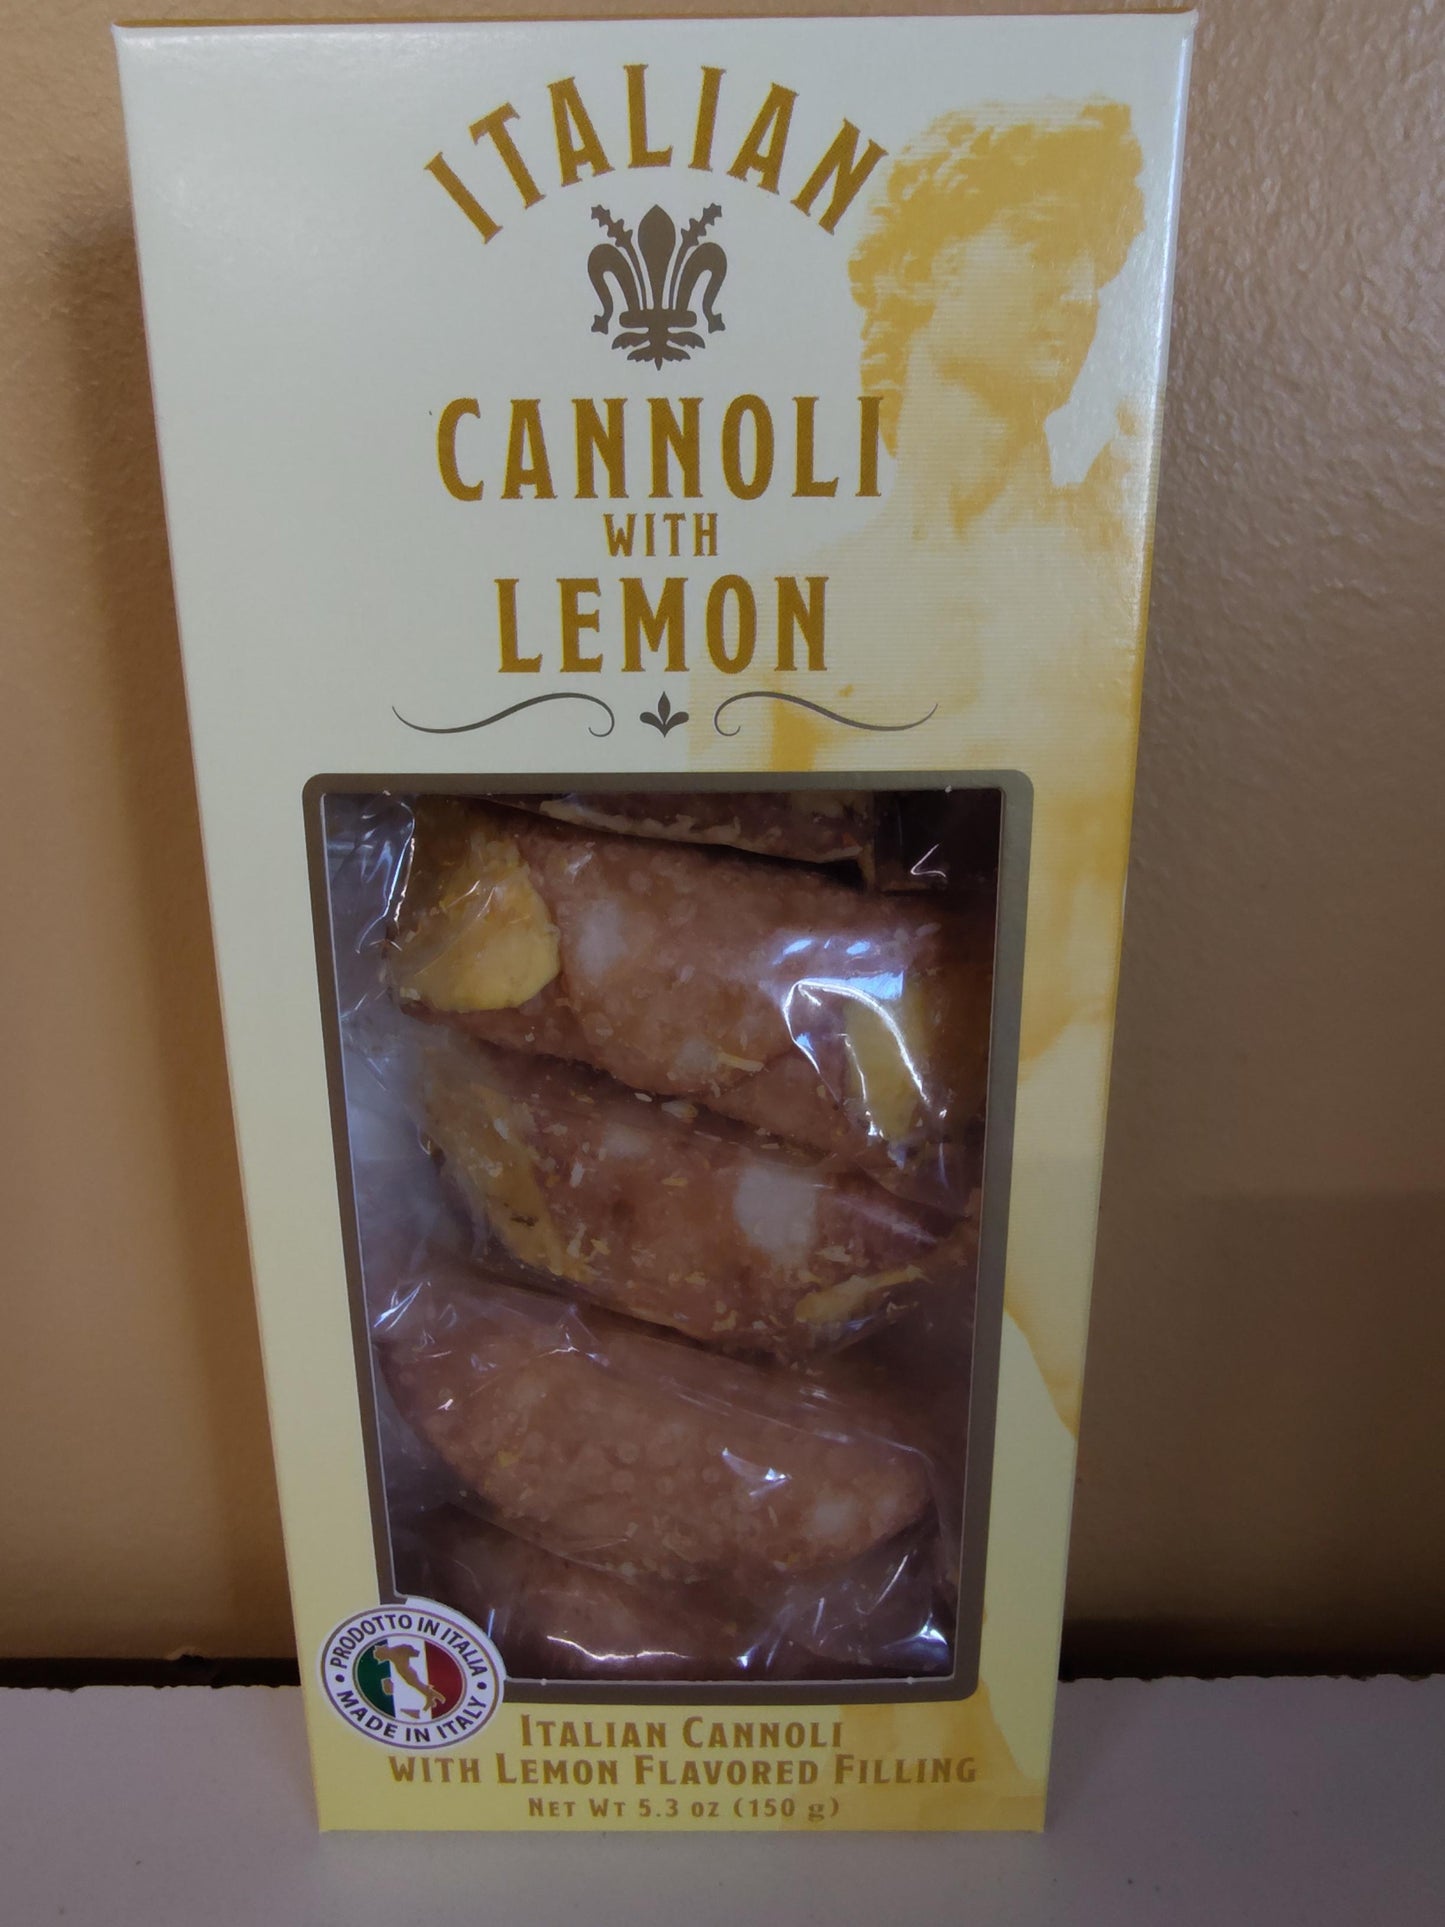 ITALIAN
CANNOLI
WITH
LEMON
PRODOTTO IN ITALIA
MADE IN ITALY
ITALIAN CANNOLI
WITH LEMON FLAVORED FILLING
NET WT 5.3 OZ (150 g)